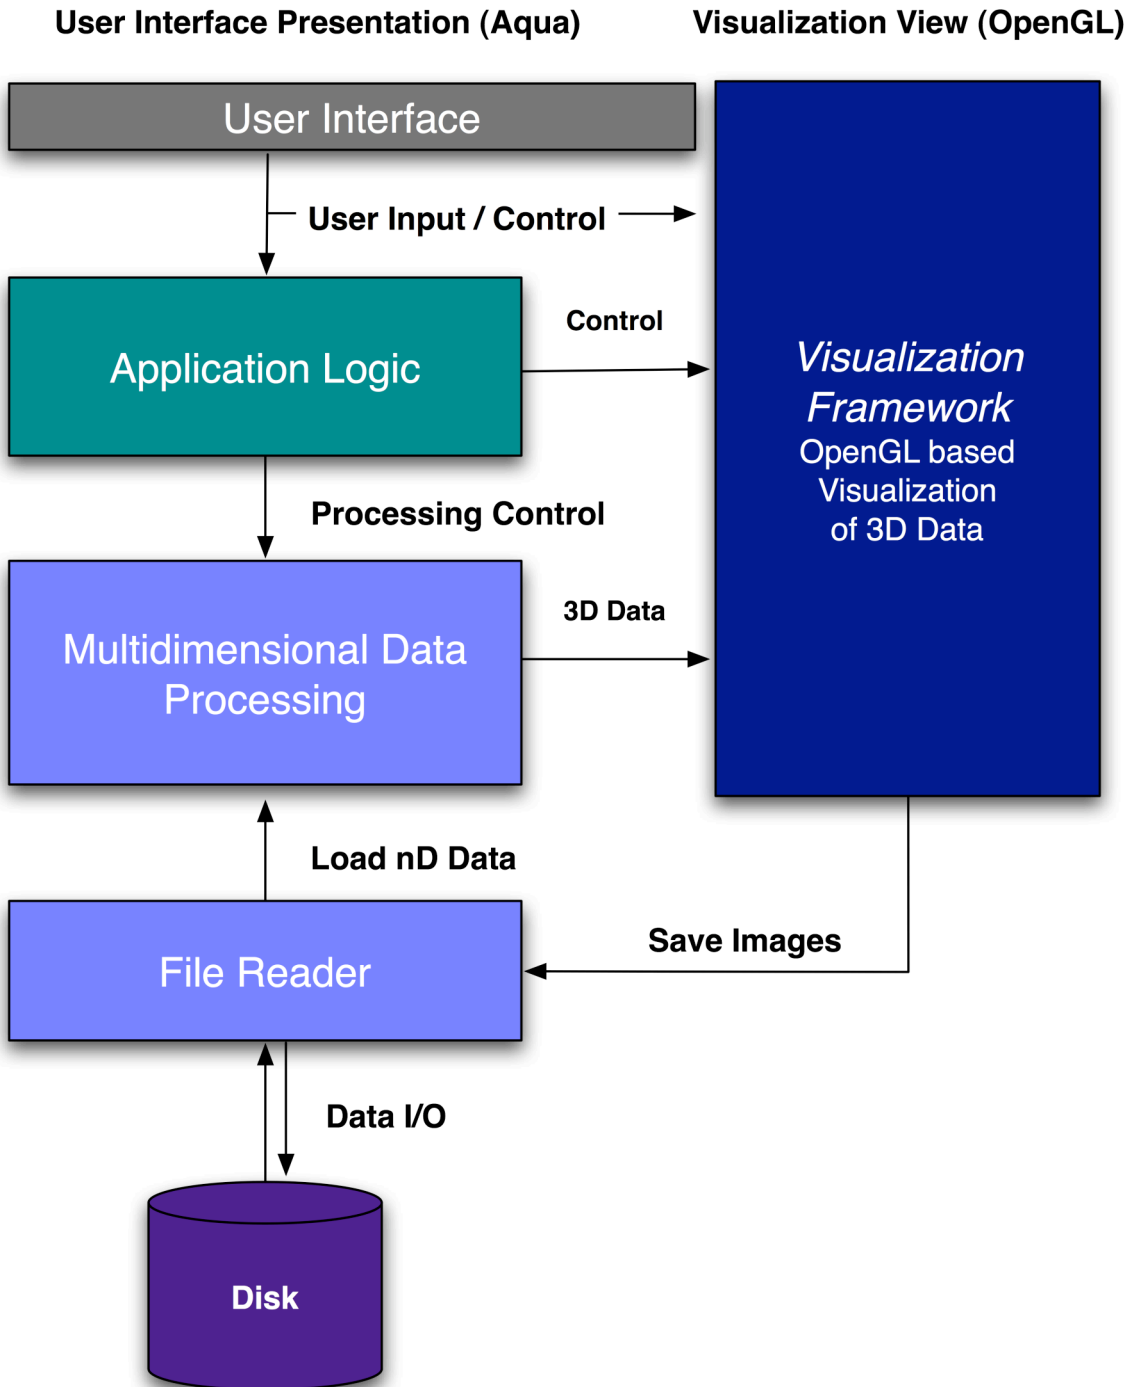 User Interface Presentation (Aqua)
Visualization View (OpenGL)
User Interface
User Input / Control
Application Logic
Control
Visualization
Framework
OpenGL based
Visualization
of 3D Data
Processing Control
Multidimensional Data
Processing
3D Data
Load nD Data
File Reader
Save Images
Data I/O
Disk